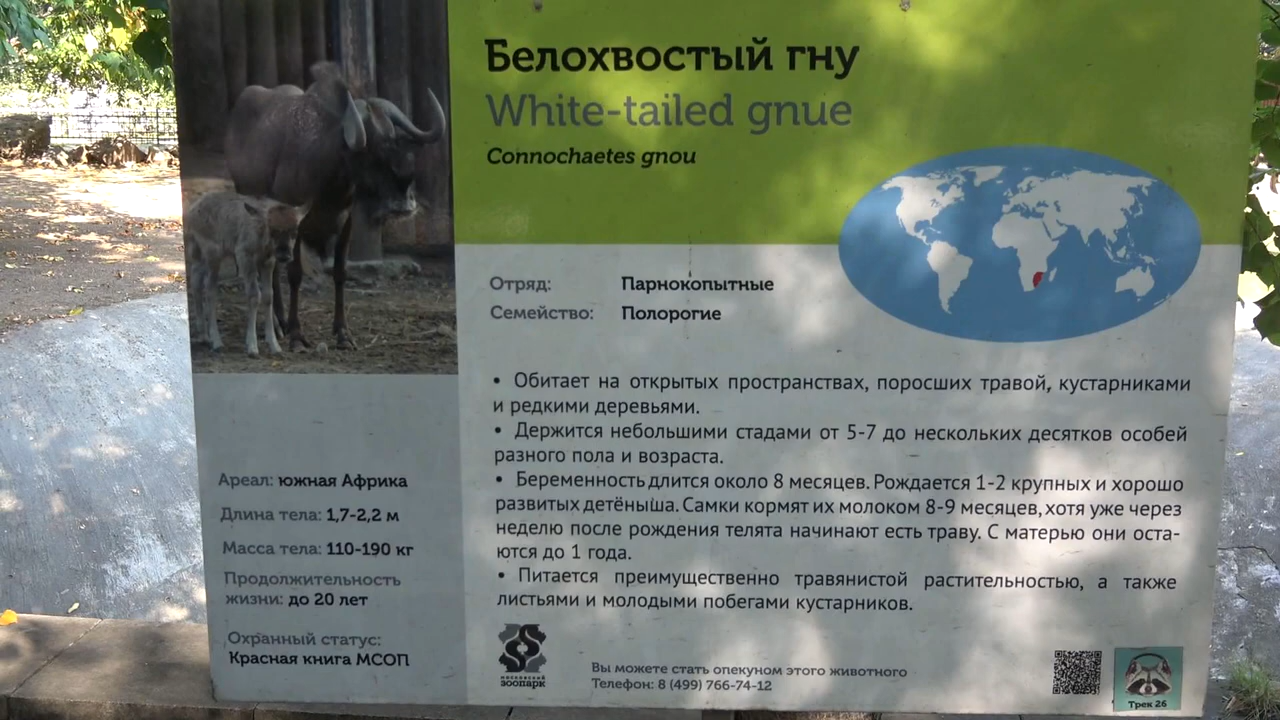 Белохвостый гну
White-tailed gnue
Connochaetes gnou
Отряд: Парнокопытные
Семейство: Полорогие
• Обитает на открытых пространствах, поросших травой, кустарниками
и редкими деревьями.
• Держится небольшими стадами от 5-7 до нескольких десятков особей
разного пола и возраста.
• Беременность длится около 8 месяцев. Рождается 1-2 крупных и хорошо
развитых детёныша. Самки кормят их молоком 8-9 месяцев, хотя уже через
неделю после рождения телята начинают есть траву. С матерью они оста-
ются до 1 года.
• Питается преимущественно травянистой растительностью, а также
листьями и молодыми побегами кустарников.
Ареал: южная Африка
Длина тела: 1,7-2,2 м
Масса тела: 110-190 кг
Продолжительность
жизни: до 20 лет
Охранный статус:
Красная книга МСОП
МОСКОВСКИЙ
ЗООПАРК
Вы можете стать опекуном этого животного
Телефон: 8 (499) 766-74-12
Трек 26